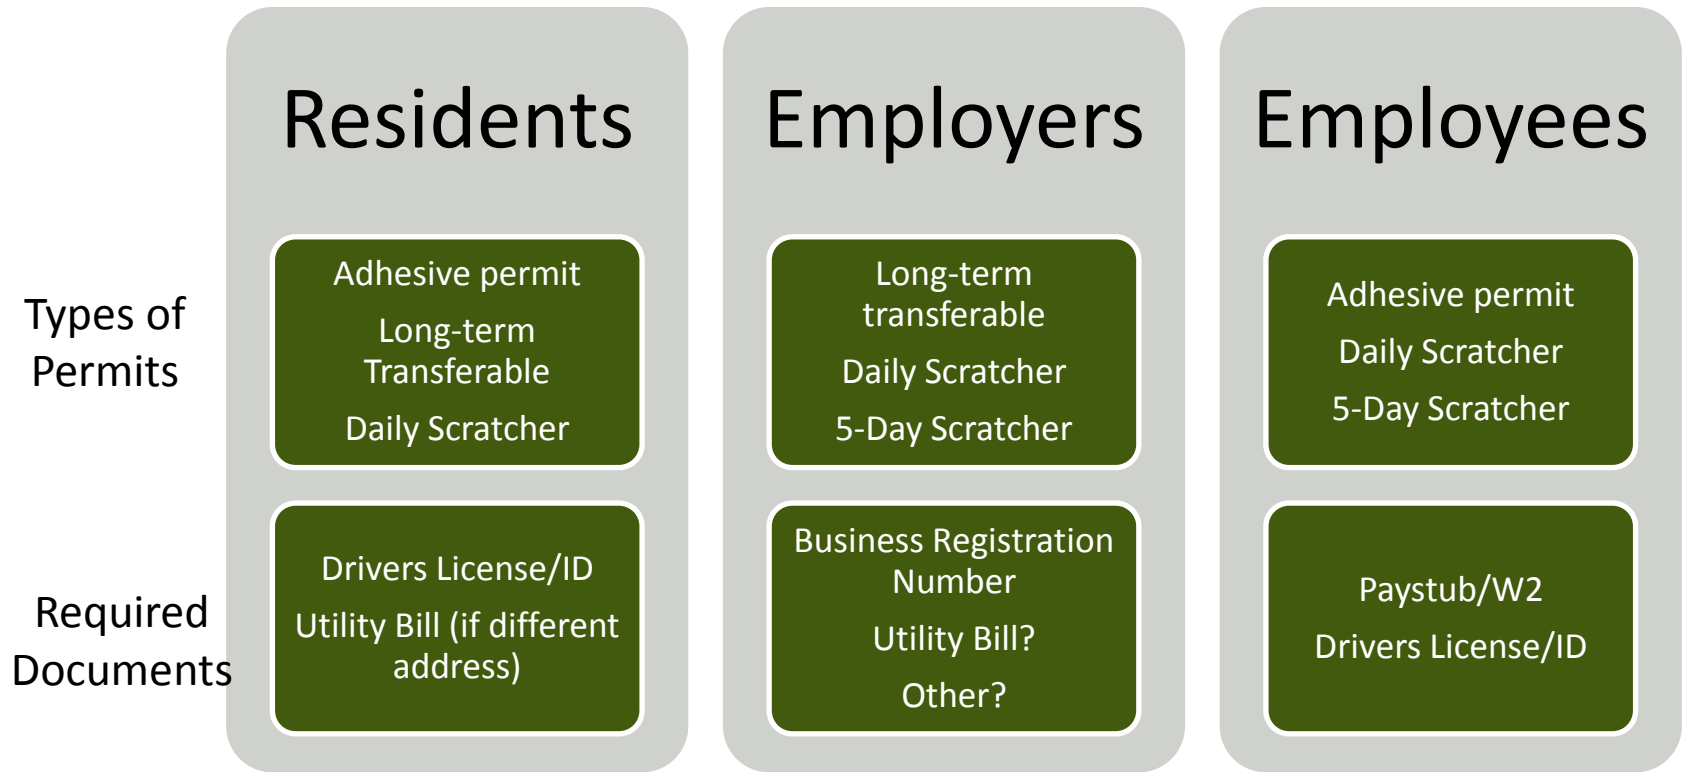 Residents
Employers
Employees
Types of
Permits
Adhesive permit
Long-term
Transferable
Daily Scratcher
Long-term
transferable
Daily Scratcher
5-Day Scratcher
Adhesive permit
Daily Scratcher
5-Day Scratcher
Required
Documents
Drivers License/ID
Utility Bill (if different
address)
Business Registration
Number
Utility Bill?
Other?
Paystub/W2
Drivers License/ID